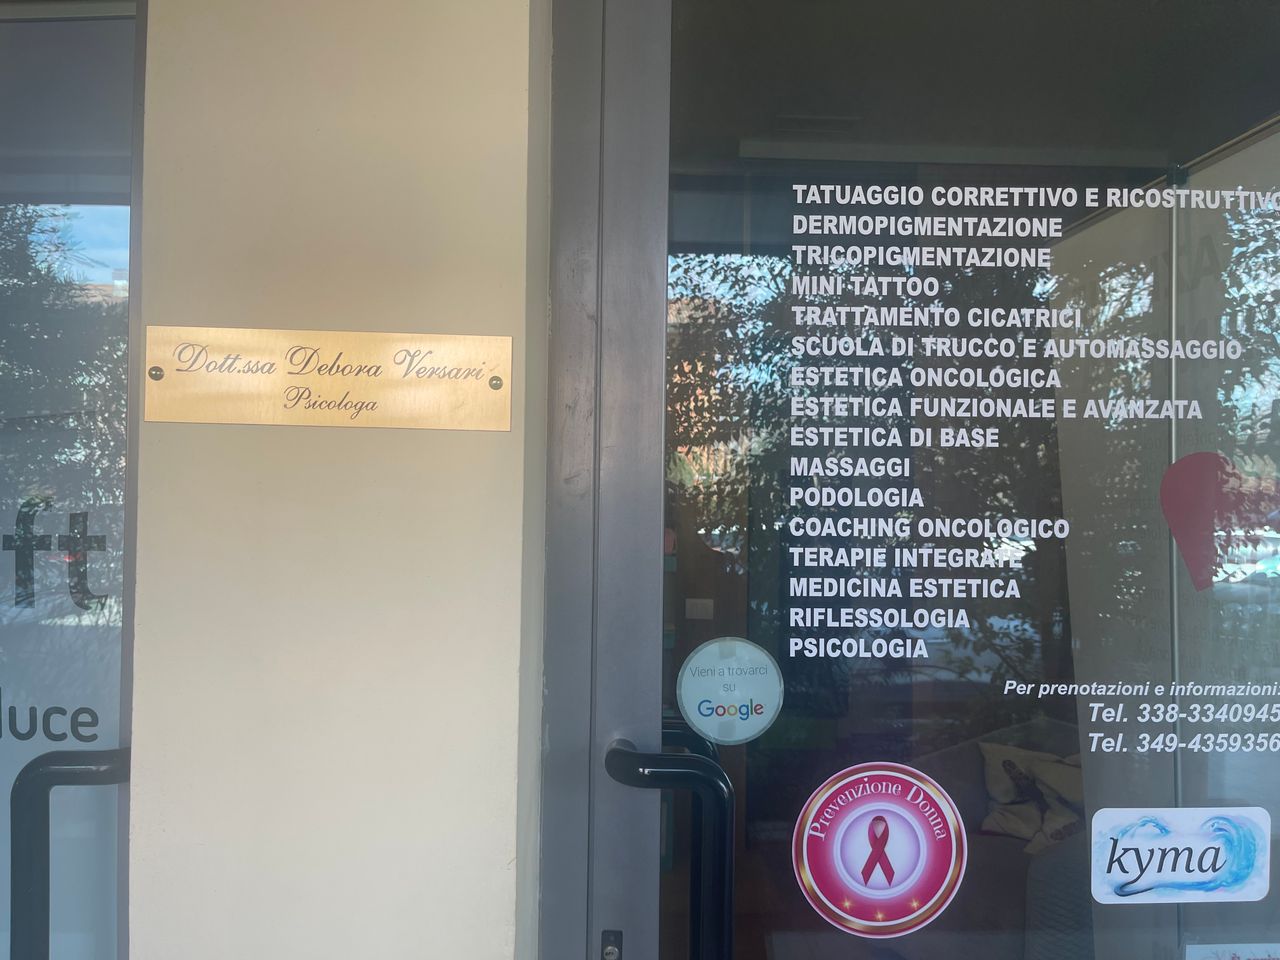 ft
luce
Dott.ssa Debora Versari
Psicologa
TATUAGGIO CORRETTIVO E RICOSTRUTTIVO
DERMOPIGMENTAZIONE
TRICOPIGMENTAZIONE
MINI TATTOO
TRATTAMENTO CICATRICI
SCUOLA DI TRUCCO E AUTOMASSAGGIO
ESTETICA ONCOLOGICA
ESTETICA FUNZIONALE E AVANZATA
ESTETICA DI BASE
MASSAGGI
PODOLOGIA
COACHING ONCOLOGICO
TERAPIE INTEGRATE
MEDICINA ESTETICA
RIFLESSOLOGIA
PSICOLOGIA
Vieni a trovarci
su
Google
Per prenotazioni e informazioni:
Tel. 338-3340945
Tel. 349-4359356
Prevenzione Donna
kyma